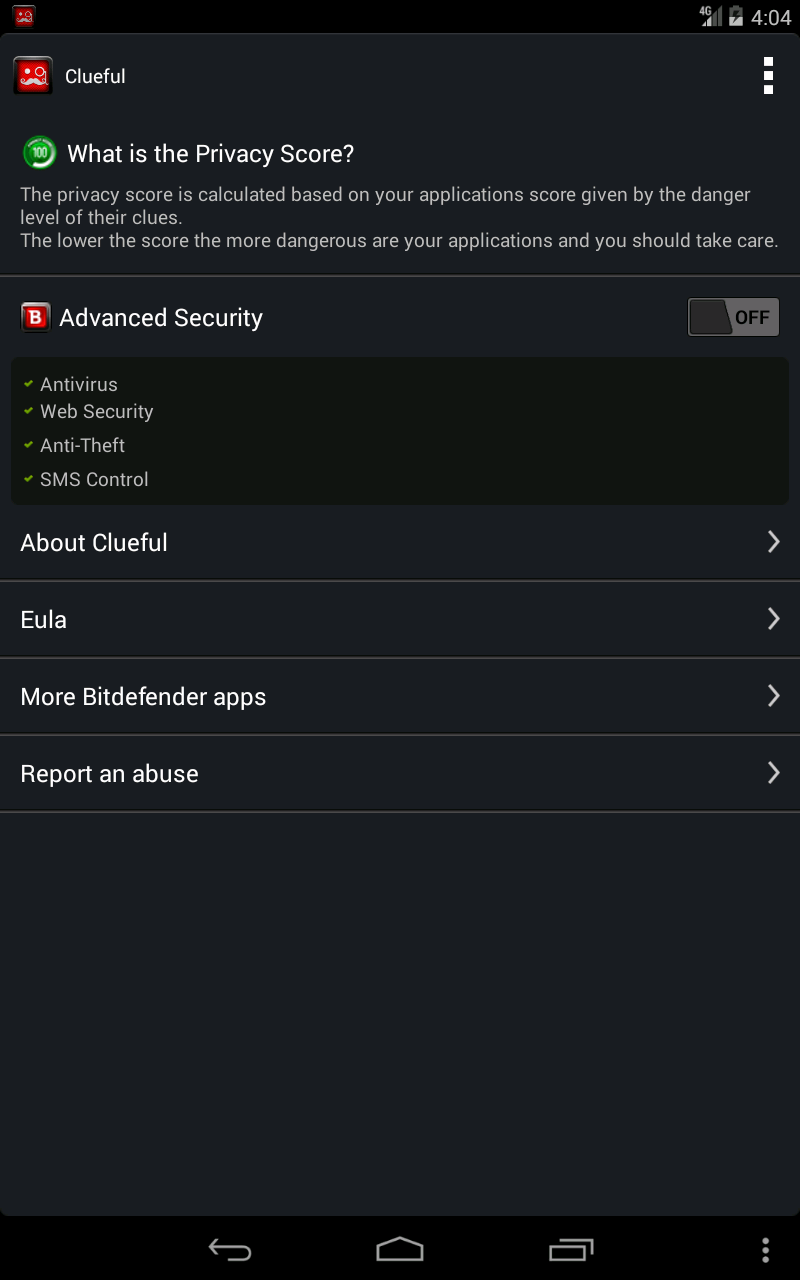 4G 4:04
Clueful
100 What is the Privacy Score?
The privacy score is calculated based on your applications score given by the danger
level of their clues.
The lower the score the more dangerous are your applications and you should take care.
B Advanced Security OFF
Antivirus
Web Security
Anti-Theft
SMS Control
About Clueful
Eula
More Bitdefender apps
Report an abuse